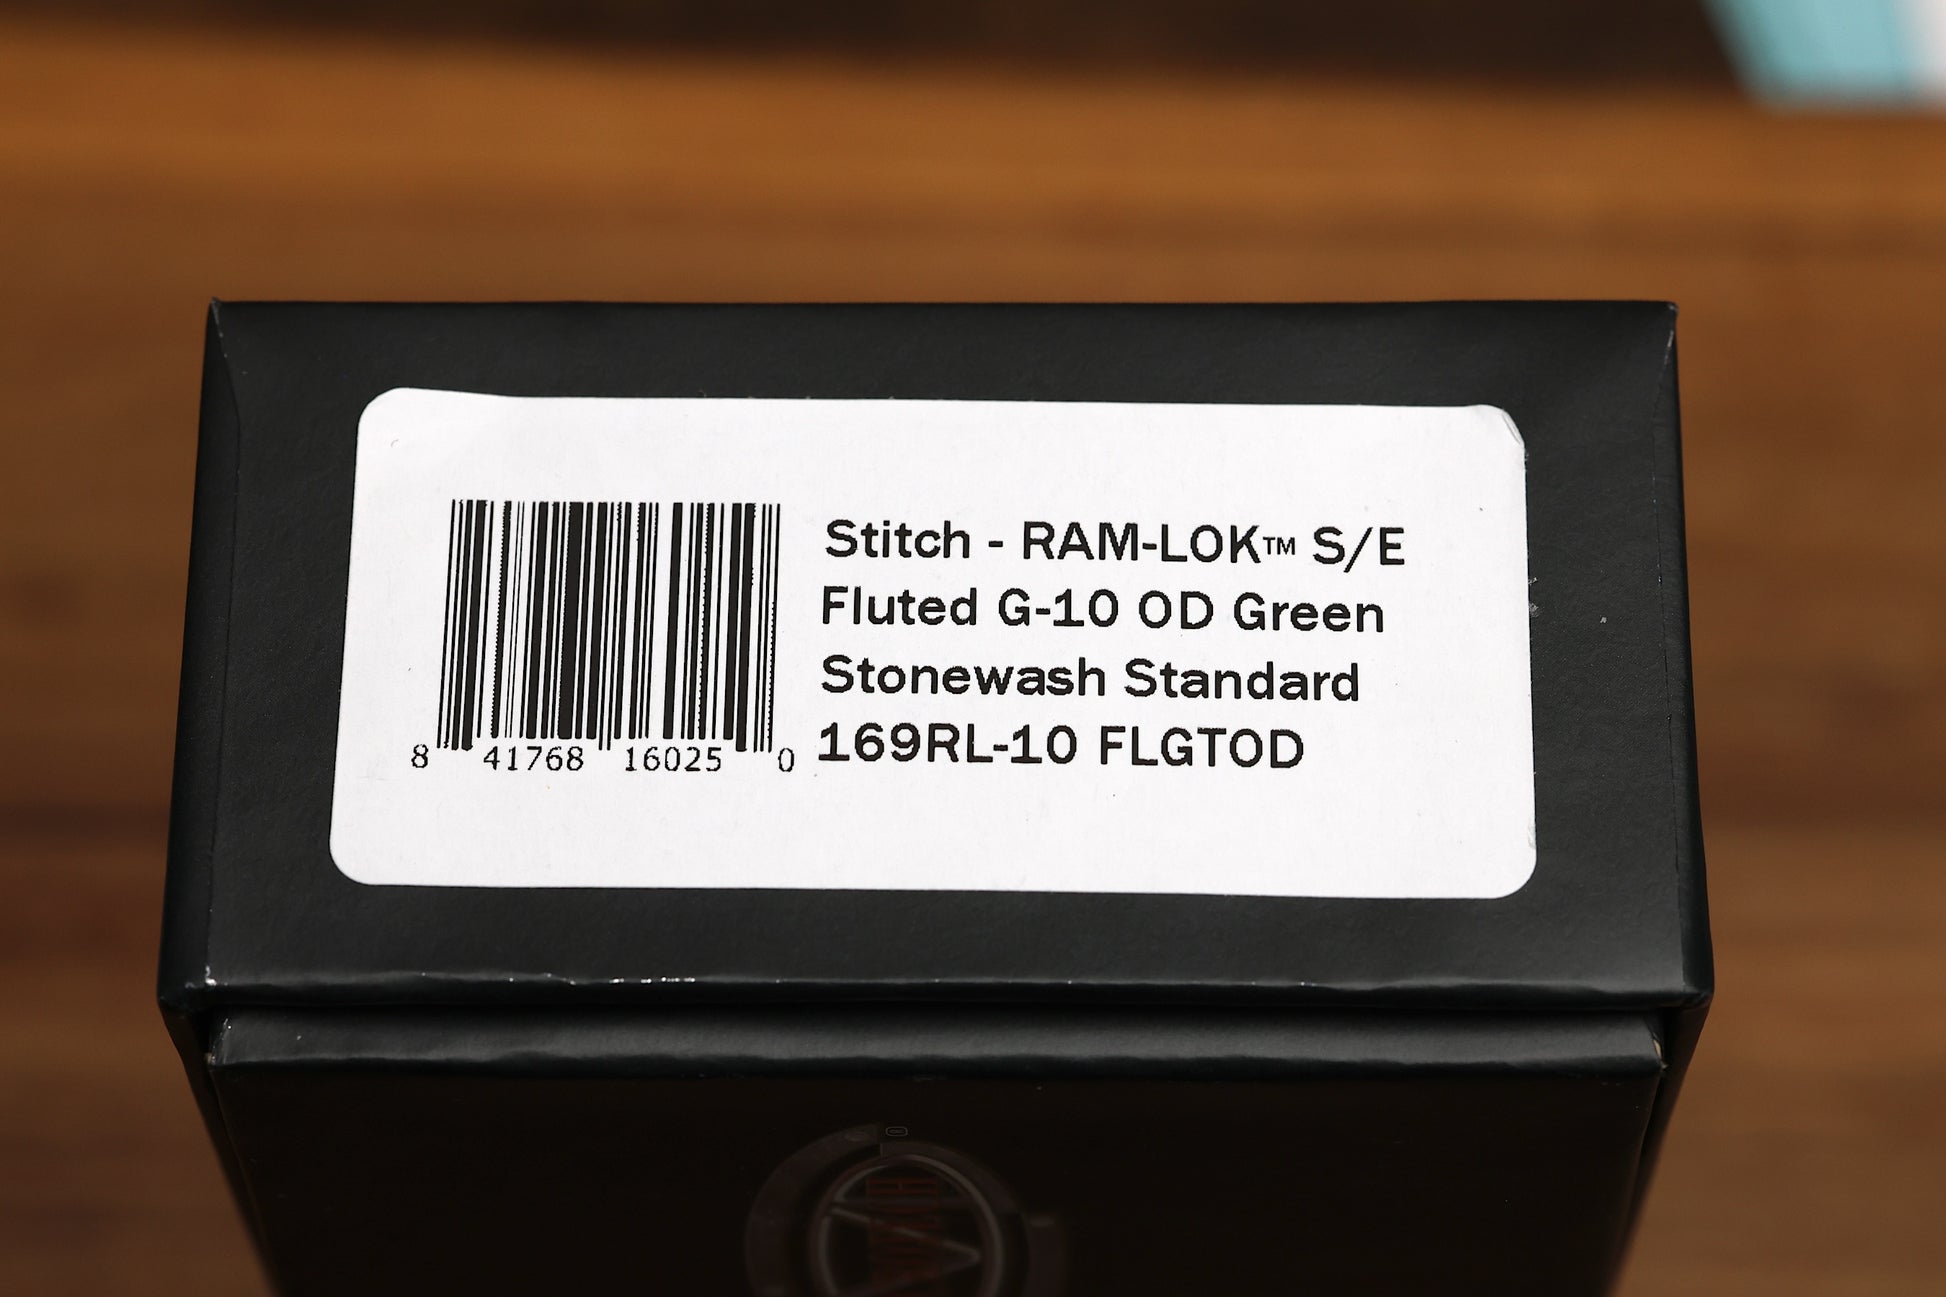 Stitch - RAM-LOK™ S/E
Fluted G-10 OD Green
Stonewash Standard
169RL-10 FLGTOD
8 41768 16025 0